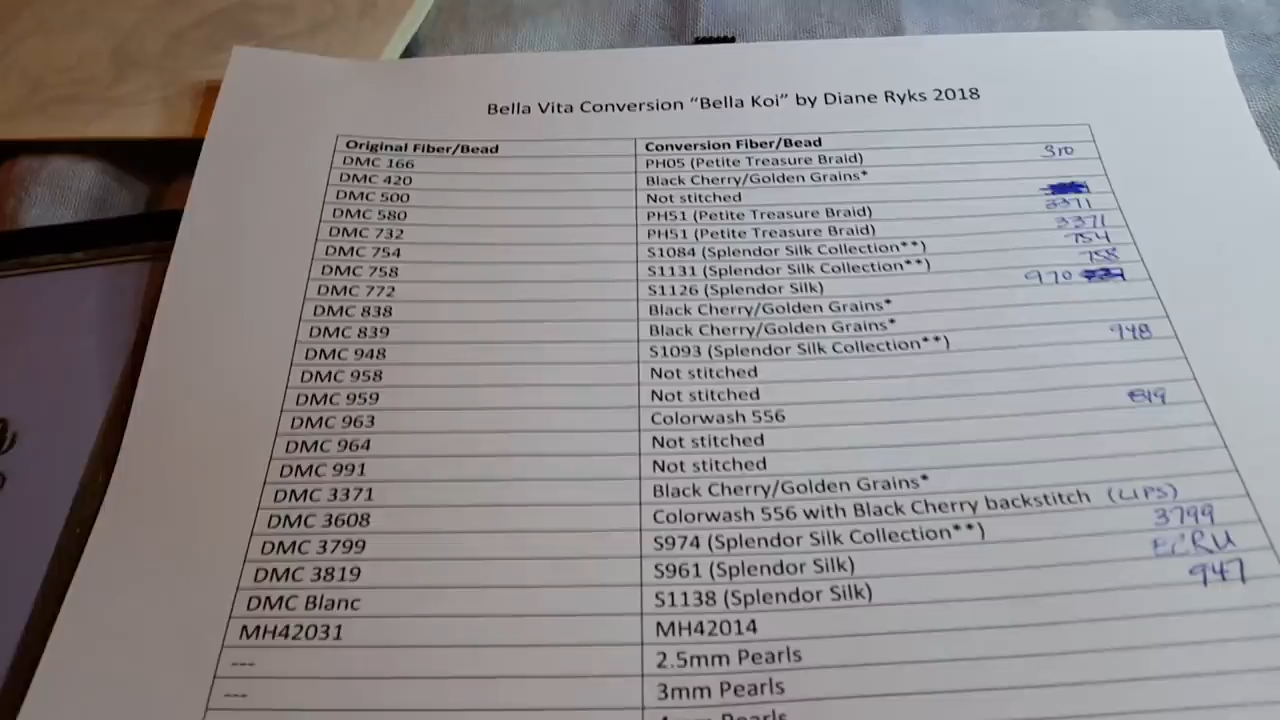 Bella Vita Conversion “Bella Koi” by Diane Ryks 2018
Original Fiber/Bead Conversion Fiber/Bead
DMC 166 PH05 (Petite Treasure Braid) 310
DMC 420 Black Cherry/Golden Grains*
DMC 500 Not stitched
DMC 580 PH51 (Petite Treasure Braid) 3371
DMC 732 PH51 (Petite Treasure Braid) 3371
DMC 754 S1084 (Splendor Silk Collection**) 754
DMC 758 S1131 (Splendor Silk Collection**) 758
DMC 772 S1126 (Splendor Silk) 970
DMC 838 Black Cherry/Golden Grains*
DMC 839 Black Cherry/Golden Grains*
DMC 948 S1093 (Splendor Silk Collection**) 948
DMC 958 Not stitched
DMC 959 Not stitched
DMC 963 Colorwash 556 819
DMC 964 Not stitched
DMC 991 Not stitched
DMC 3371 Black Cherry/Golden Grains*
DMC 3608 Colorwash 556 with Black Cherry backstitch (LIPS)
DMC 3799 S974 (Splendor Silk Collection**) 3799
DMC 3819 S961 (Splendor Silk) ECRU
DMC Blanc S1138 (Splendor Silk) 947
MH42031 MH42014
--- 2.5mm Pearls
--- 3mm Pearls
Pearls